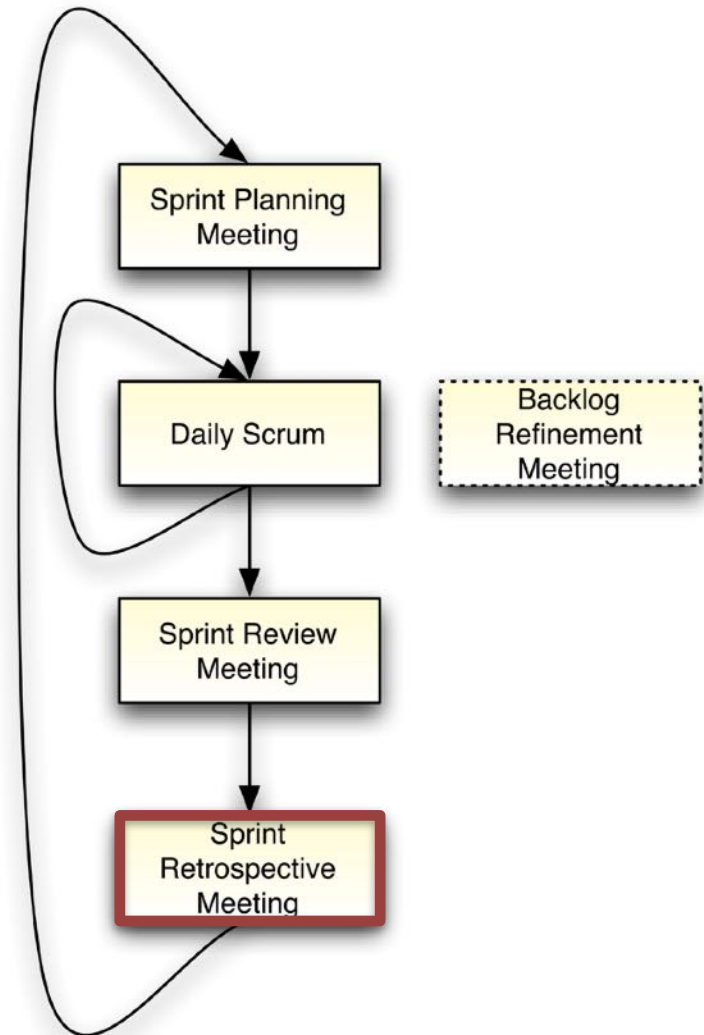 Sprint Planning
Meeting
Daily Scrum
Backlog
Refinement
Meeting
Sprint Review
Meeting
Sprint
Retrospective
Meeting